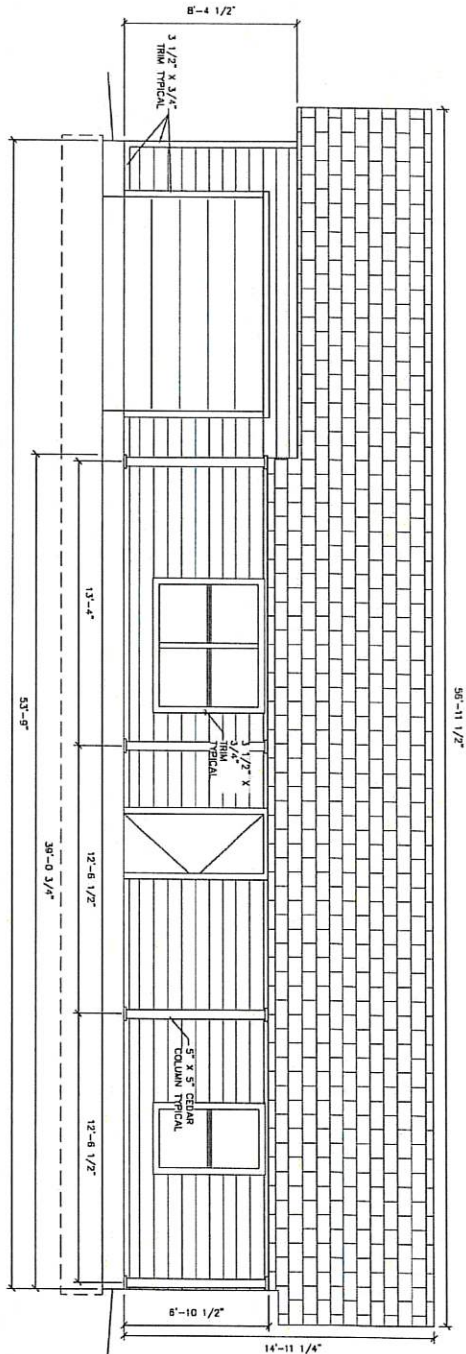 56'-11 1/2"
8'-4 1/2"
3 1/2" X 3/4"
TRIM TYPICAL
3 1/2" X
3/4"
TRIM
TYPICAL
5" X 5" CEDAR
COLUMN TYPICAL
6'-10 1/2"
14'-11 1/4"
13'-4"
12'-6 1/2"
12'-6 1/2"
39'-0 3/4"
53'-9"